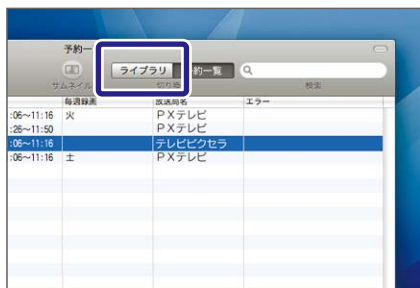 予約一
ライブラリ 約一覧
サムネイル 切り換え 検索
毎週録画 放送局名 エラー
:06～11:16 火 PXテレビ
:26～11:50 PXテレビ
:06～11:16 テレビピクセラ
:06～11:16 土 PXテレビ